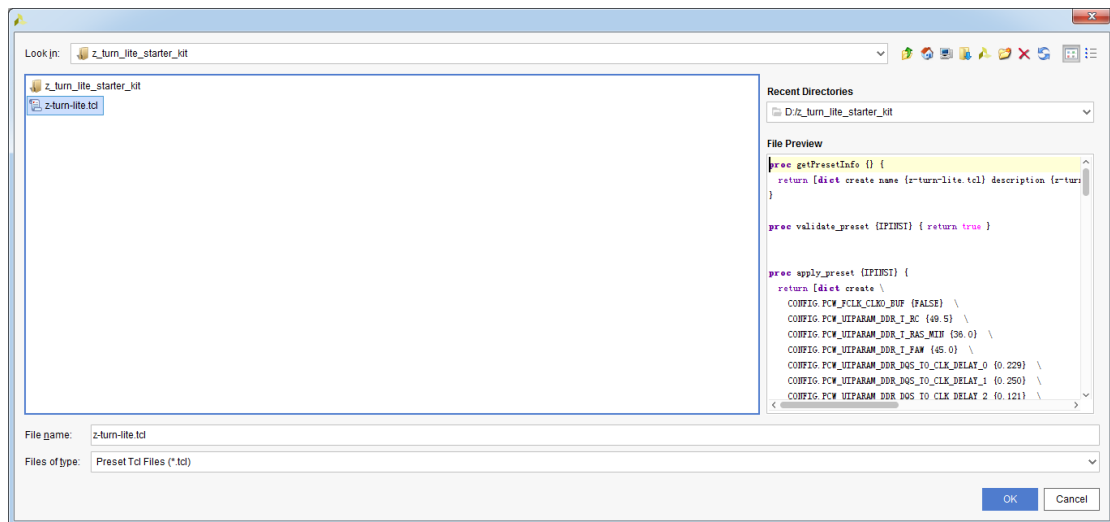 Look in: z_turn_lite_starter_kit
z_turn_lite_starter_kit
z-turn-lite.tcl
Recent Directories
D:/z_turn_lite_starter_kit
File Preview
proc getPresetInfo {} {
return [dict create name {z-turn-lite.tcl} description {z-turn
}
proc validate_preset {IPINST} { return true }
proc apply_preset {IPINST} {
return [dict create \
CONFIG.PCW_FCLK_CLK0_BUF {FALSE} \
CONFIG.PCW_UIPARAM_DDR_T_RC {49.5} \
CONFIG.PCW_UIPARAM_DDR_T_RAS_MIN {36.0} \
CONFIG.PCW_UIPARAM_DDR_T_FAW {45.0} \
CONFIG.PCW_UIPARAM_DDR_DQS_TO_CLK_DELAY_0 {0.229} \
CONFIG.PCW_UIPARAM_DDR_DQS_TO_CLK_DELAY_1 {0.250} \
CONFIG.PCW_UIPARAM_DDR_DQS_TO_CLK_DELAY_2 {0.121} \
File name: z-turn-lite.tcl
Files of type: Preset Tcl Files (*.tcl)
OK Cancel